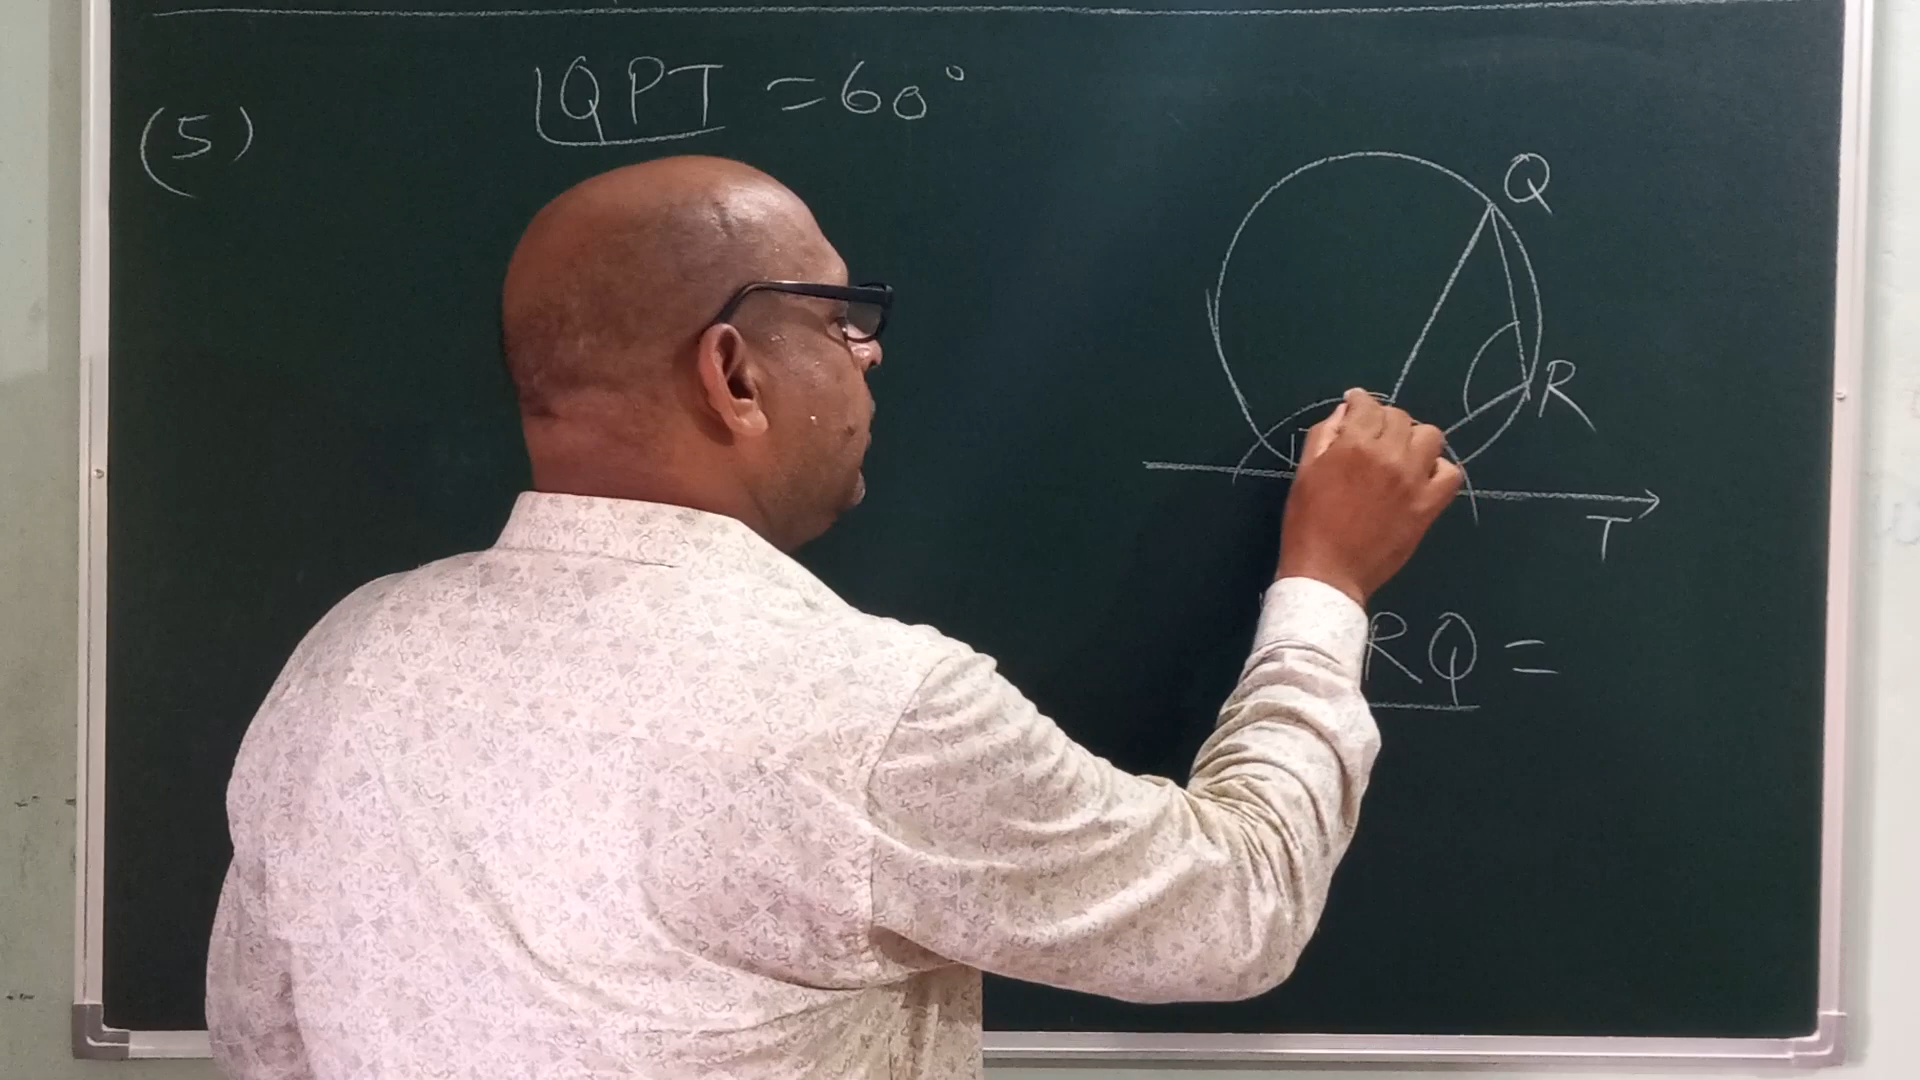 (5)
∠QPT = 60°
Q
R
T
RQ =